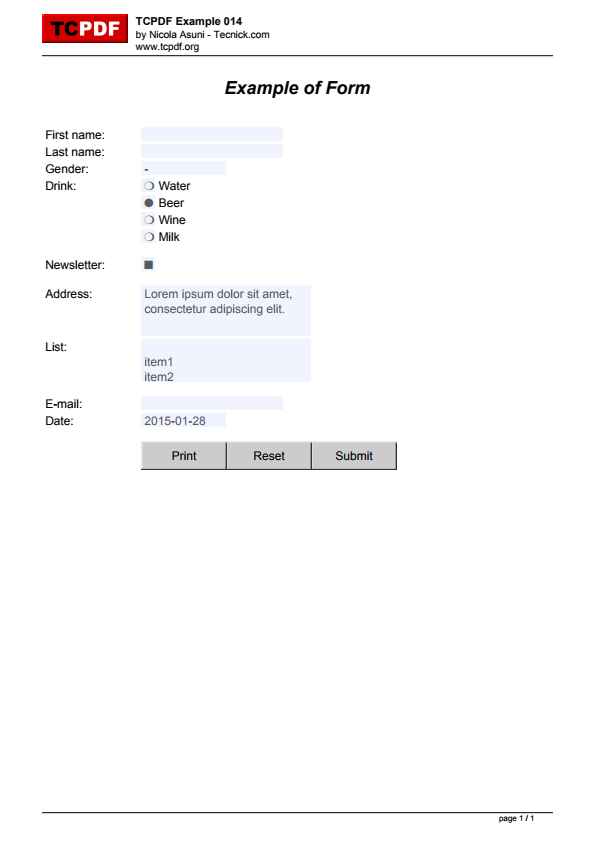 TCPDF
TCPDF Example 014
by Nicola Asuni - Tecnick.com
www.tcpdf.org
Example of Form
First name:
Last name:
Gender: -
Drink: Water
Beer
Wine
Milk
Newsletter:
Address: Lorem ipsum dolor sit amet,
consectetur adipiscing elit.
List:
item1
item2
E-mail:
Date: 2015-01-28
Print Reset Submit
page 1 / 1